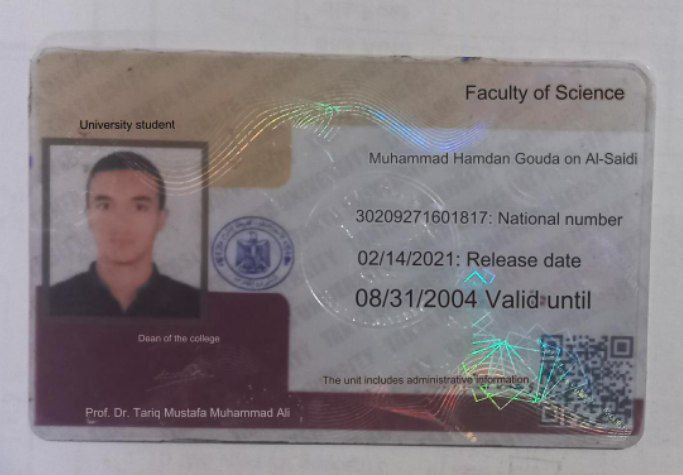 Faculty of Science
University student
Muhammad Hamdan Gouda on Al-Saidi
30209271601817: National number
02/14/2021: Release date
08/31/2004 Valid until
Dean of the college
The unit includes administrative information
Prof. Dr. Tariq Mustafa Muhammad Ali